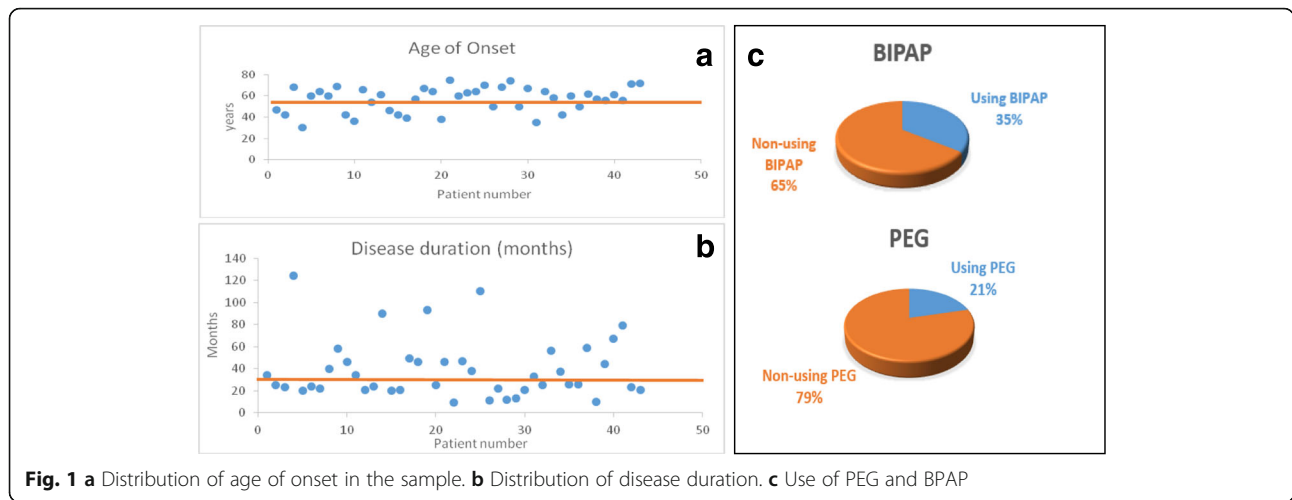 Age of Onset
a
80
60
40
20
0
years
0 10 20 30 40 50
Patient number
Disease duration (months)
b
140
120
100
80
60
40
20
0
Months
0 10 20 30 40 50
Patient number
c
BIPAP
Using BIPAP
35%
Non-using
BIPAP
65%
PEG
Using PEG
21%
Non-using PEG
79%
Fig. 1 a Distribution of age of onset in the sample. b Distribution of disease duration. c Use of PEG and BPAP